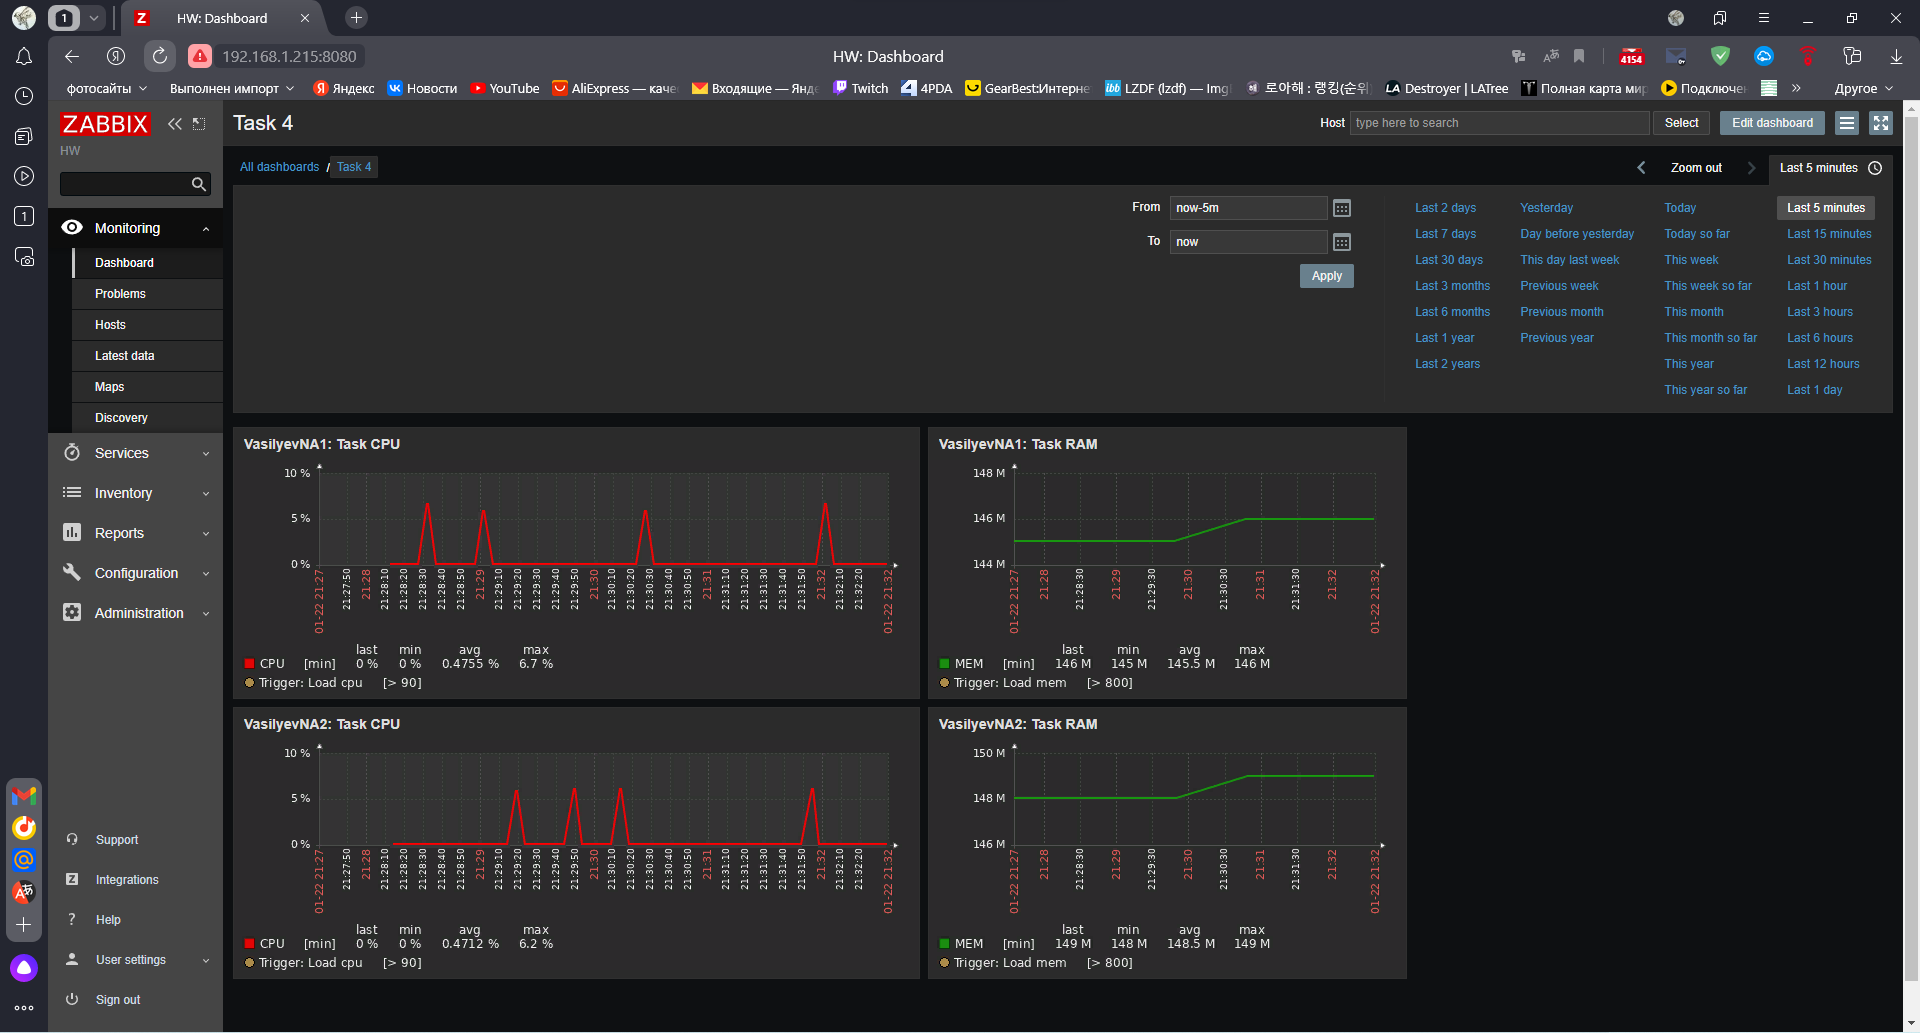 1
HW: Dashboard
192.168.1.215:8080
HW: Dashboard
4154
фотосайты
Выполнен импорт
Яндекс
Новости
YouTube
AliExpress — каче
Входящие — Янд
Twitch
4PDA
GearBest:Интерне
LZDF (lzdf) — Img
로아해 : 랭킹(순위
Destroyer | LATree
Полная карта мир
Подключе
Другое
ZABBIX
HW
Task 4
Host
type here to search
Select
Edit dashboard
All dashboards / Task 4
Zoom out
Last 5 minutes
From
now-5m
To
now
Apply
Last 2 days
Yesterday
Today
Last 5 minutes
Last 7 days
Day before yesterday
Today so far
Last 15 minutes
Last 30 days
This day last week
This week
Last 30 minutes
Last 3 months
Previous week
This week so far
Last 1 hour
Last 6 months
Previous month
This month
Last 3 hours
Last 1 year
Previous year
This month so far
Last 6 hours
Last 2 years
This year
Last 12 hours
This year so far
Last 1 day
1
Monitoring
Dashboard
Problems
Hosts
Latest data
Maps
Discovery
Services
Inventory
Reports
Configuration
Administration
Support
Integrations
Help
User settings
Sign out
VasilyevNA1: Task CPU
10 %
5 %
0 %
01-22 21:27
21:27:50
21:28
21:28:10
21:28:20
21:28:30
21:28:40
21:28:50
21:29
21:29:10
21:29:20
21:29:30
21:29:40
21:29:50
21:30
21:30:10
21:30:20
21:30:30
21:30:40
21:30:50
21:31
21:31:10
21:31:20
21:31:30
21:31:40
21:31:50
21:32
21:32:10
21:32:20
01-22 21:32
last min avg max
CPU [min] 0 % 0 % 0.4755 % 6.7 %
Trigger: Load cpu [> 90]
VasilyevNA1: Task RAM
148 M
146 M
144 M
01-22 21:27
21:28
21:28:30
21:29
21:29:30
21:30
21:30:30
21:31
21:31:30
21:32
01-22 21:32
last min avg max
MEM [min] 146 M 145 M 145.5 M 146 M
Trigger: Load mem [> 800]
VasilyevNA2: Task CPU
10 %
5 %
0 %
01-22 21:27
21:27:50
21:28
21:28:10
21:28:20
21:28:30
21:28:40
21:28:50
21:29
21:29:10
21:29:20
21:29:30
21:29:40
21:29:50
21:30
21:30:10
21:30:20
21:30:30
21:30:40
21:30:50
21:31
21:31:10
21:31:20
21:31:30
21:31:40
21:31:50
21:32
21:32:10
21:32:20
01-22 21:32
last min avg max
CPU [min] 0 % 0 % 0.4712 % 6.2 %
Trigger: Load cpu [> 90]
VasilyevNA2: Task RAM
150 M
148 M
146 M
01-22 21:27
21:28
21:28:30
21:29
21:29:30
21:30
21:30:30
21:31
21:31:30
21:32
01-22 21:32
last min avg max
MEM [min] 149 M 148 M 148.5 M 149 M
Trigger: Load mem [> 800]